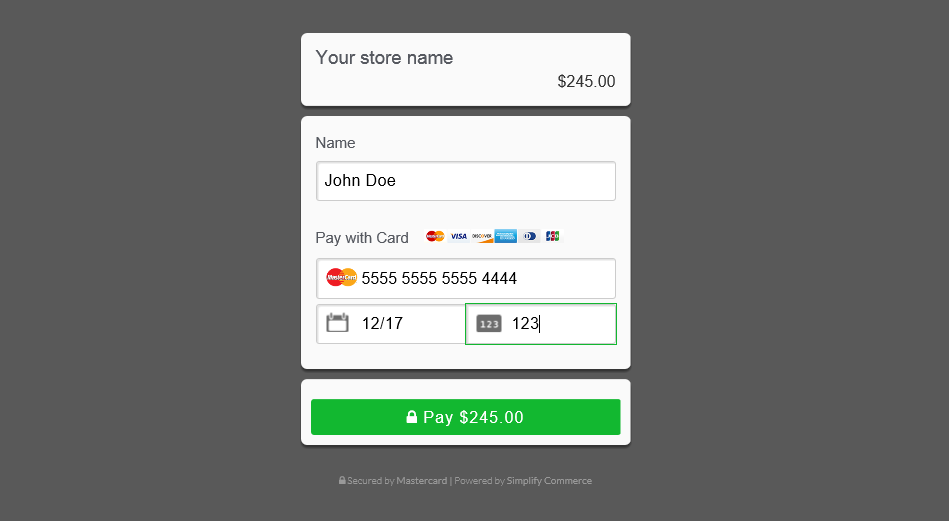 Your store name
$245.00
Name
John Doe
Pay with Card MasterCard VISA DISCOVER JCB
MasterCard 5555 5555 5555 4444
12/17 123 123
Pay $245.00
Secured by Mastercard | Powered by Simplify Commerce